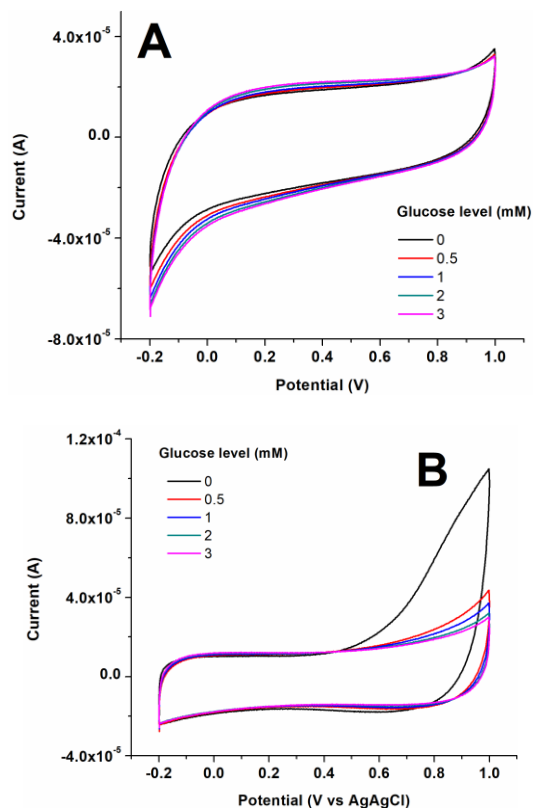 A
4.0x10-5
0.0
-4.0x10-5
-8.0x10-5
Current (A)
Glucose level (mM)
0
0.5
1
2
3
-0.2 0.0 0.2 0.4 0.6 0.8 1.0
Potential (V)
B
1.2x10-4
8.0x10-5
4.0x10-5
0.0
-4.0x10-5
Current (A)
Glucose level (mM)
0
0.5
1
2
3
-0.2 0.0 0.2 0.4 0.6 0.8 1.0
Potential (V vs AgAgCl)